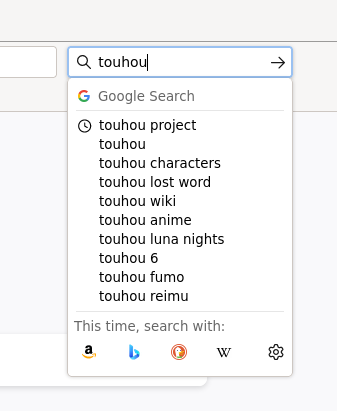 touhou
Google Search
touhou project
touhou
touhou characters
touhou lost word
touhou wiki
touhou anime
touhou luna nights
touhou 6
touhou fumo
touhou reimu
This time, search with: